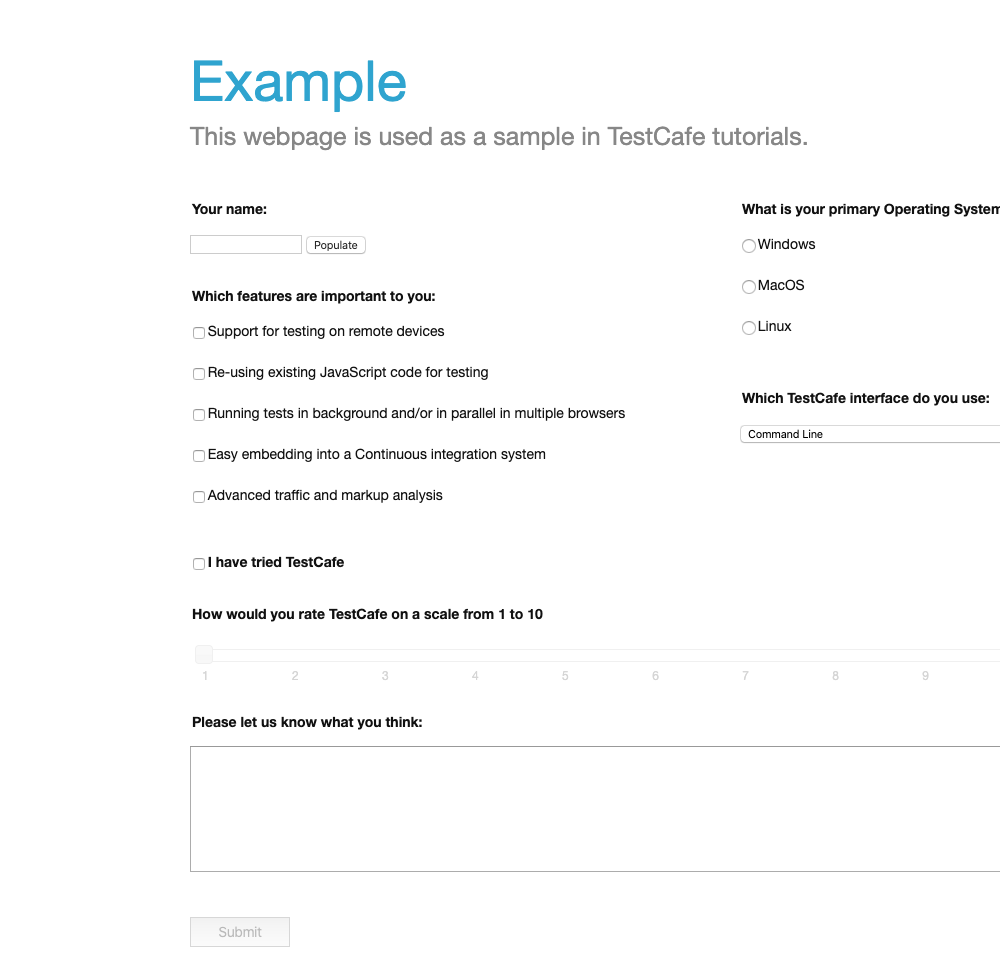 Example
This webpage is used as a sample in TestCafe tutorials.
Your name:
Populate
Which features are important to you:
Support for testing on remote devices
Re-using existing JavaScript code for testing
Running tests in background and/or in parallel in multiple browsers
Easy embedding into a Continuous integration system
Advanced traffic and markup analysis
I have tried TestCafe
What is your primary Operating System
Windows
MacOS
Linux
Which TestCafe interface do you use:
Command Line
How would you rate TestCafe on a scale from 1 to 10
1 2 3 4 5 6 7 8 9
Please let us know what you think:
Submit